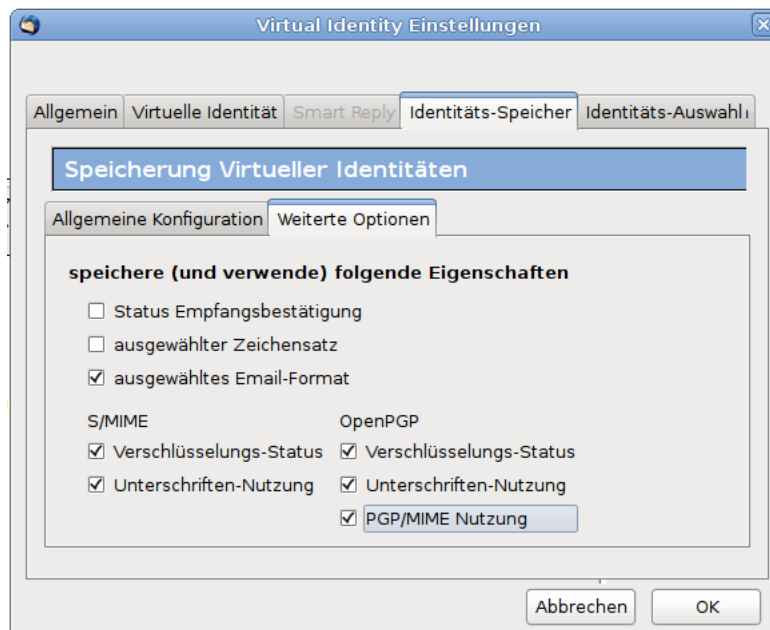 Virtual Identity Einstellungen
Allgemein Virtuelle Identität Smart Reply Identitäts-Speicher Identitäts-Auswahl
Speicherung Virtueller Identitäten
Allgemeine Konfiguration Weiterte Optionen
speichere (und verwende) folgende Eigenschaften
Status Empfangsbestätigung
ausgewählter Zeichensatz
ausgewähltes Email-Format
S/MIME OpenPGP
Verschlüsselungs-Status Verschlüsselungs-Status
Unterschriften-Nutzung Unterschriften-Nutzung
PGP/MIME Nutzung
Abbrechen OK